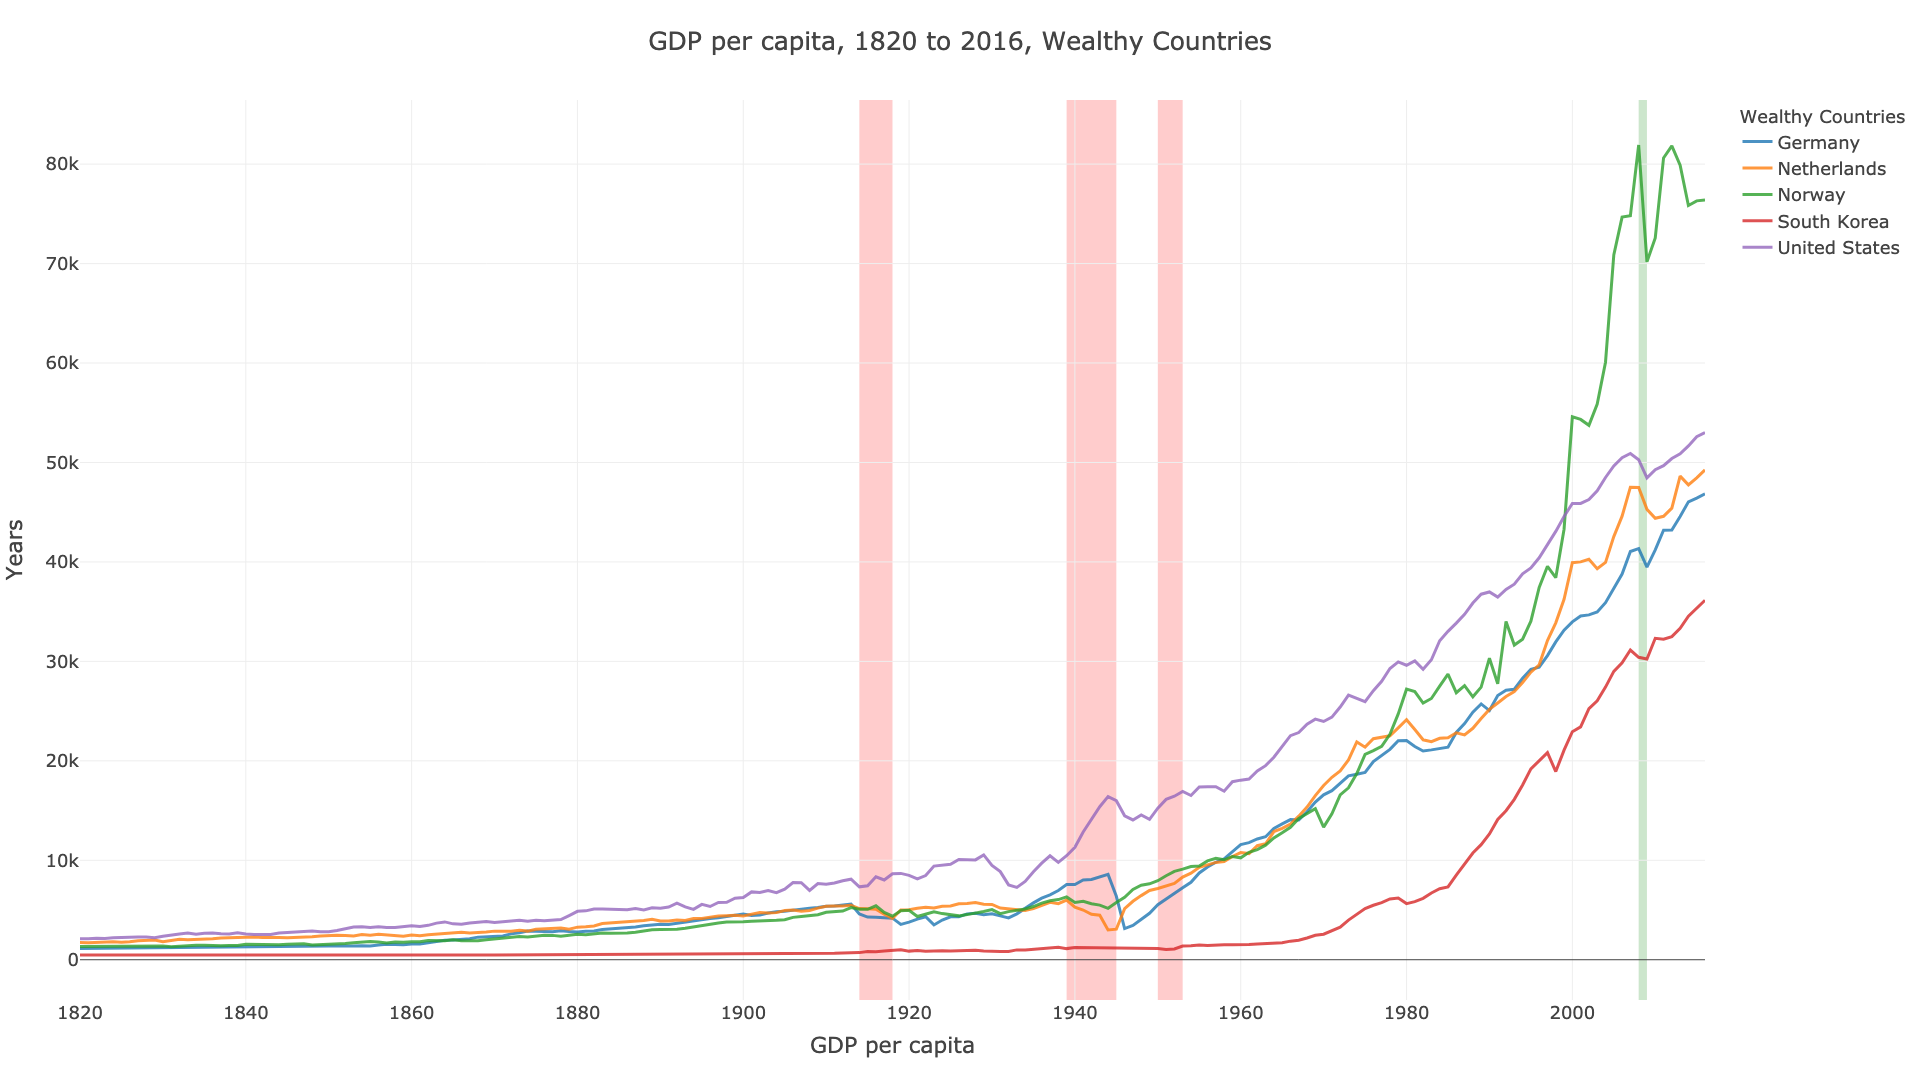 GDP per capita, 1820 to 2016, Wealthy Countries
Wealthy Countries
Germany
Netherlands
Norway
South Korea
United States
80k
70k
60k
50k
40k
30k
20k
10k
0
Years
1820 1840 1860 1880 1900 1920 1940 1960 1980 2000
GDP per capita